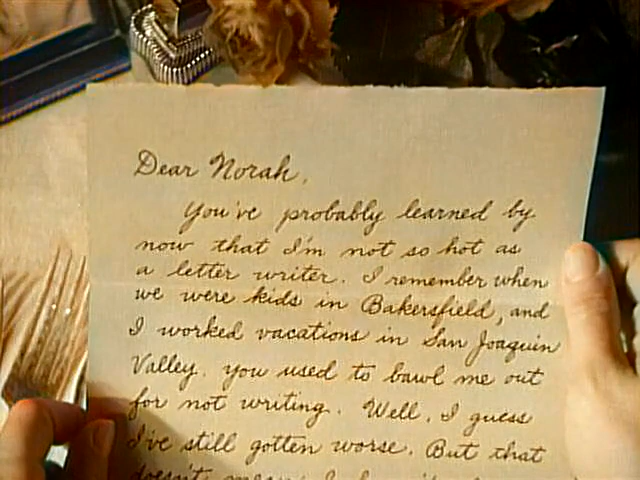 Dear Norah,
You've probably learned by
now that I'm not so hot as
a letter writer. I remember when
we were kids in Bakersfield, and
I worked vacations in San Joaquin
Valley. you used to bawl me out
for not writing. Well, I guess
I've still gotten worse. But that
doesn't mean I